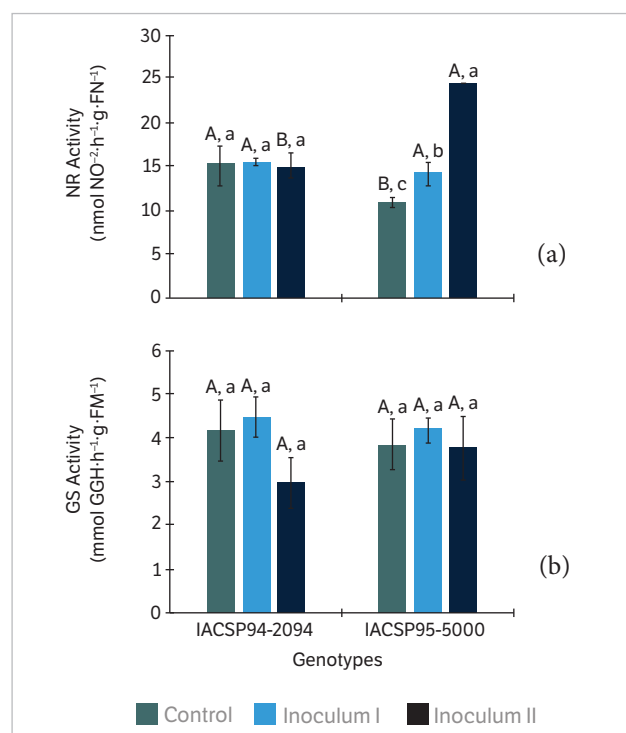 30
25
20
15
10
5
0
NR Activity
(nmol NO⁻²·h⁻¹·g·FN⁻¹)
A, a
A, a
B, a
B, c
A, b
A, a
(a)
6
5
4
3
2
1
0
GS Activity
(mmol GGH·h⁻¹·g·FM⁻¹)
A, a
A, a
A, a
A, a
A, a
A, a
(b)
IACSP94-2094 IACSP95-5000
Genotypes
Control Inoculum I Inoculum II